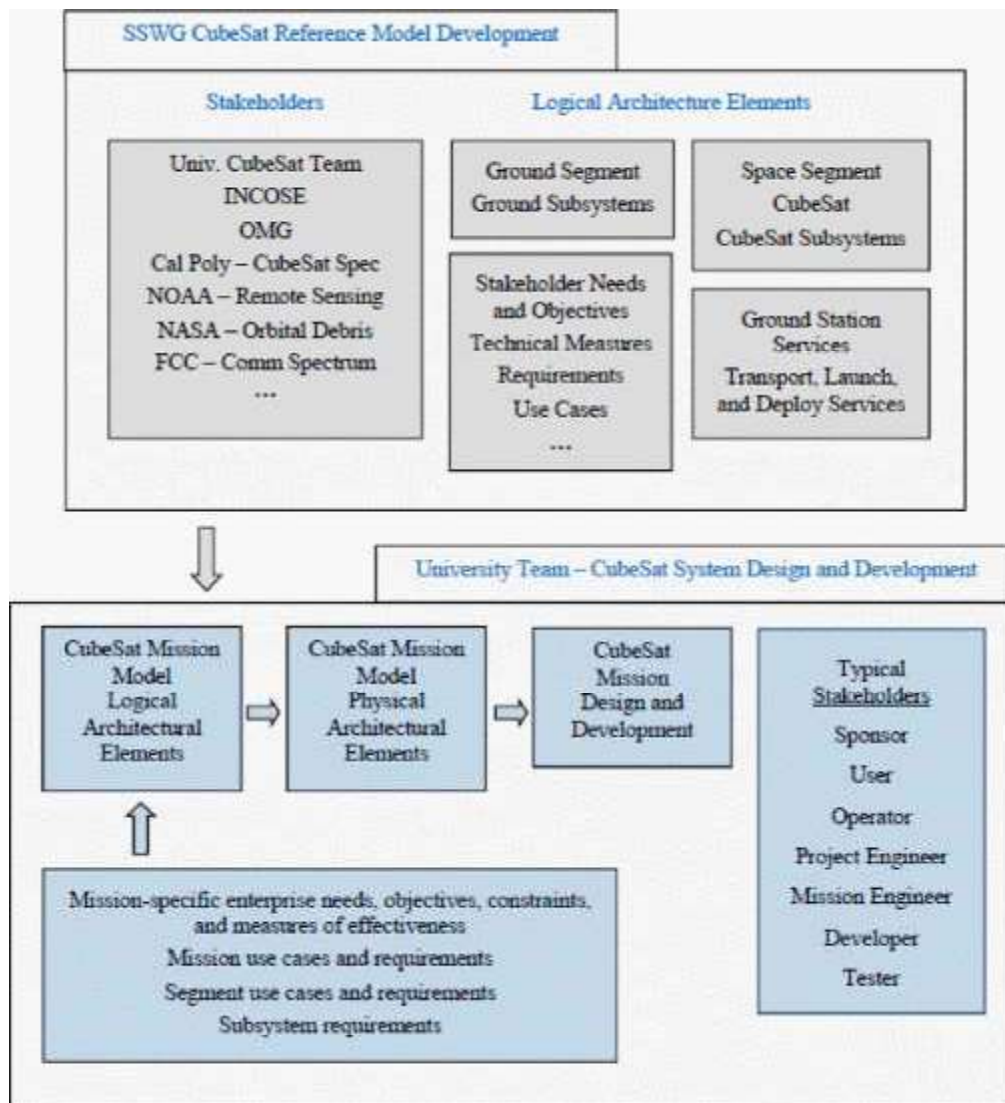 SSWG CubeSat Reference Model Development
Stakeholders
Univ. CubeSat Team
INCOSE
OMG
Cal Poly – CubeSat Spec
NOAA – Remote Sensing
NASA – Orbital Debris
FCC – Comm Spectrum
...
Logical Architecture Elements
Ground Segment
Ground Subsystems
Stakeholder Needs
and Objectives
Technical Measures
Requirements
Use Cases
...
Space Segment
CubeSat
CubeSat Subsystems
Ground Station
Services
Transport, Launch,
and Deploy Services
University Team – CubeSat System Design and Development
CubeSat Mission
Model
Logical
Architectural
Elements
CubeSat Mission
Model
Physical
Architectural
Elements
CubeSat
Mission
Design and
Development
Typical
Stakeholders
Sponsor
User
Operator
Project Engineer
Mission Engineer
Developer
Tester
Mission-specific enterprise needs, objectives, constraints,
and measures of effectiveness
Mission use cases and requirements
Segment use cases and requirements
Subsystem requirements